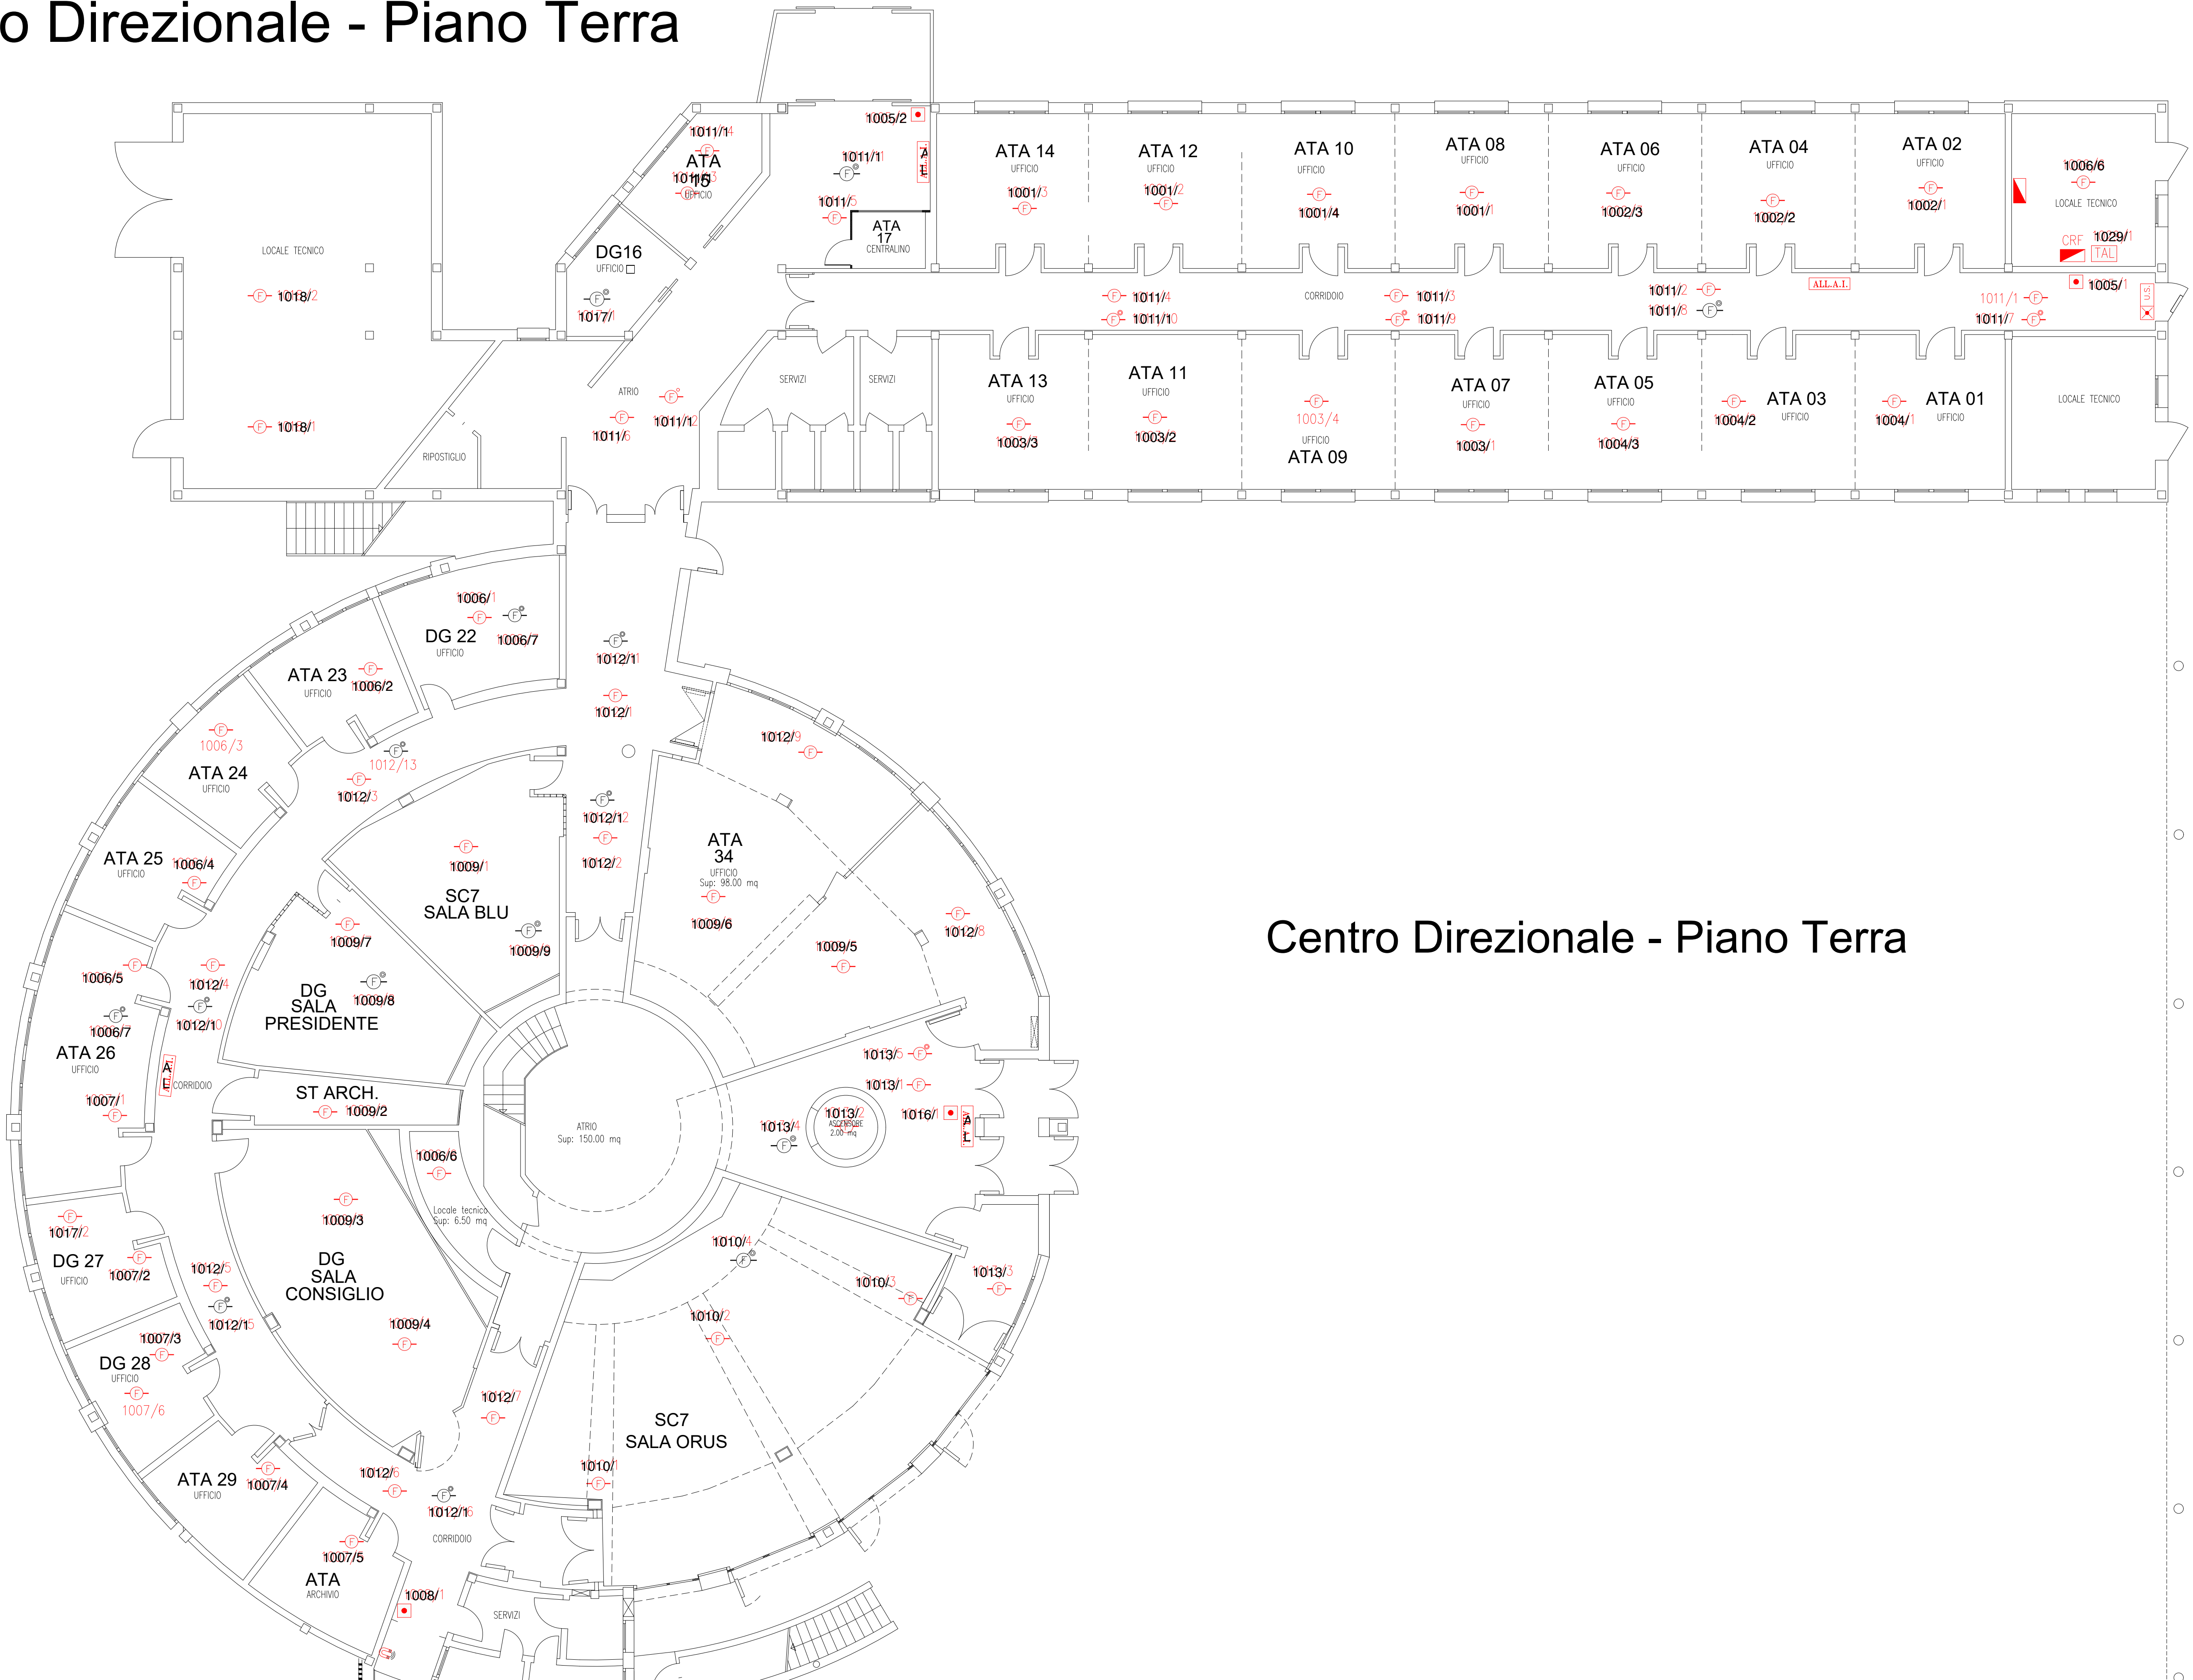 o Direzionale - Piano Terra
1005/2
1011/1
ATA
15
UFFICIO
1011/1
1011/5
ATA
17
CENTRALINO
DG16
UFFICIO
1017/1
LOCALE TECNICO
1018/2
1018/1
ATA 14
UFFICIO
1001/3
ATA 12
UFFICIO
1001/2
ATA 10
UFFICIO
1001/4
ATA 08
UFFICIO
1001/1
ATA 06
UFFICIO
1002/3
ATA 04
UFFICIO
1002/2
ATA 02
UFFICIO
1002/1
1006/6
LOCALE TECNICO
CRF
1029/1
TAL
1011/4
1011/10
CORRIDOIO
1011/3
1011/9
1011/2
1011/8
ALL.A.I.
1011/1
1011/7
1005/1
U.S.
ATRIO
1011/6
1011/12
RIPOSTIGLIO
SERVIZI
SERVIZI
ATA 13
UFFICIO
1003/3
ATA 11
UFFICIO
1003/2
1003/4
UFFICIO
ATA 09
ATA 07
UFFICIO
1003/1
ATA 05
UFFICIO
1004/3
1004/2
ATA 03
UFFICIO
1004/1
ATA 01
UFFICIO
LOCALE TECNICO
1006/1
DG 22
UFFICIO
1006/7
ATA 23
UFFICIO
1006/2
1006/3
ATA 24
UFFICIO
ATA 25
UFFICIO
1006/4
1012/11
1012/1
1012/13
1012/3
1012/12
1012/2
1012/9
1009/1
SC7
SALA BLU
1009/9
ATA
34
UFFICIO
Sup: 98.00 mq
1009/6
1009/5
1012/8
Centro Direzionale - Piano Terra
1009/7
DG
SALA
PRESIDENTE
1009/8
1006/5
1006/7
ATA 26
UFFICIO
1007/1
1012/4
1012/10
CORRIDOIO
ST ARCH.
1009/2
1006/6
Locale tecnico
Sup: 6.50 mq
ATRIO
Sup: 150.00 mq
1013/5
1013/1
1013/2
ASCENSORE
2.00 mq
1013/4
1016/1
1013/3
1009/3
DG
SALA
CONSIGLIO
1009/4
1017/2
DG 27
UFFICIO
1007/2
1012/5
1012/15
1007/3
DG 28
UFFICIO
1007/6
ATA 29
UFFICIO
1007/4
1012/6
1012/7
1012/16
CORRIDOIO
1007/5
ATA
ARCHIVIO
1008/1
SERVIZI
1010/4
1010/3
1010/2
SC7
SALA ORUS
1010/1